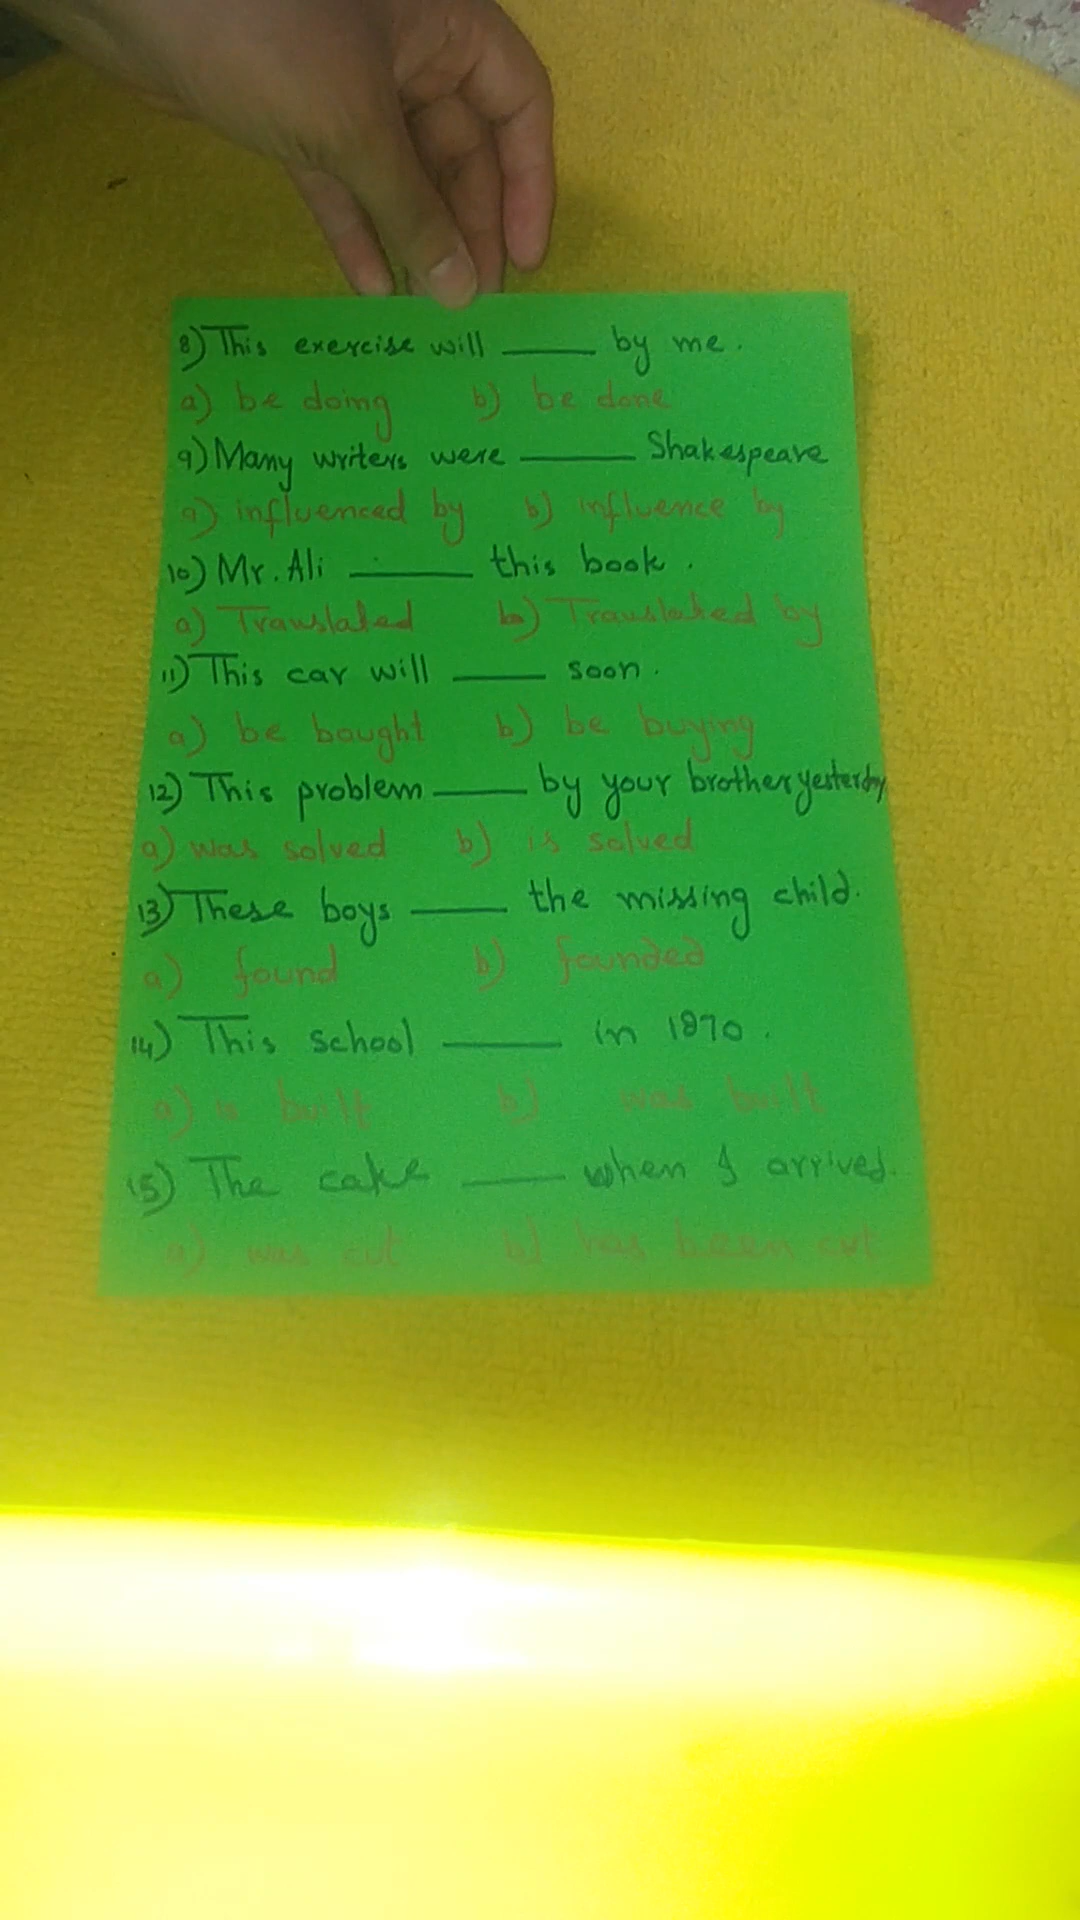 8) This exercise will ____ by me.
a) be doing b) be done
9) Many writers were ____ Shakespeare
a) influenced by b) influence by
10) Mr. Ali ____ this book.
a) Translated b) Translated by
11) This car will ____ soon.
a) be bought b) be buying
12) This problem ____ by your brother yesterday
a) was solved b) is solved
13) These boys ____ the missing child.
a) found b) founded
14) This school ____ in 1870.
a) is built b) was built
15) The cake ____ when I arrived.
a) was cut b) has been cut